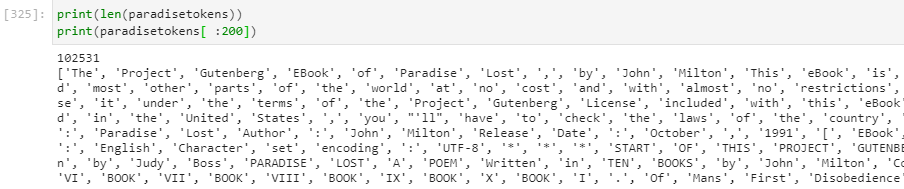 [325]: print(len(paradisetokens))
print(paradisetokens[ :200])
102531
['The', 'Project', 'Gutenberg', 'EBook', 'of', 'Paradise', 'Lost', ',', 'by', 'John', 'Milton', 'This', 'eBook', 'is',
d', 'most', 'other', 'parts', 'of', 'the', 'world', 'at', 'no', 'cost', 'and', 'with', 'almost', 'no', 'restrictions',
se', 'it', 'under', 'the', 'terms', 'of', 'the', 'Project', 'Gutenberg', 'License', 'included', 'with', 'this', 'eBook'
d', 'in', 'the', 'United', 'States', ',', 'you', "'ll", 'have', 'to', 'check', 'the', 'laws', 'of', 'the', 'country', '
':', 'Paradise', 'Lost', 'Author', ':', 'John', 'Milton', 'Release', 'Date', ':', 'October', ',', '1991', '[', 'EBook',
':', 'English', 'Character', 'set', 'encoding', ':', 'UTF-8', '*', '*', '*', 'START', 'OF', 'THIS', 'PROJECT', 'GUTENBE
n', 'by', 'Judy', 'Boss', 'PARADISE', 'LOST', 'A', 'POEM', 'Written', 'in', 'TEN', 'BOOKS', 'by', 'John', 'Milton', 'Co
'VI', 'BOOK', 'VII', 'BOOK', 'VIII', 'BOOK', 'IX', 'BOOK', 'X', 'BOOK', 'I', '.', 'Of', 'Mans', 'First', 'Disobedience'